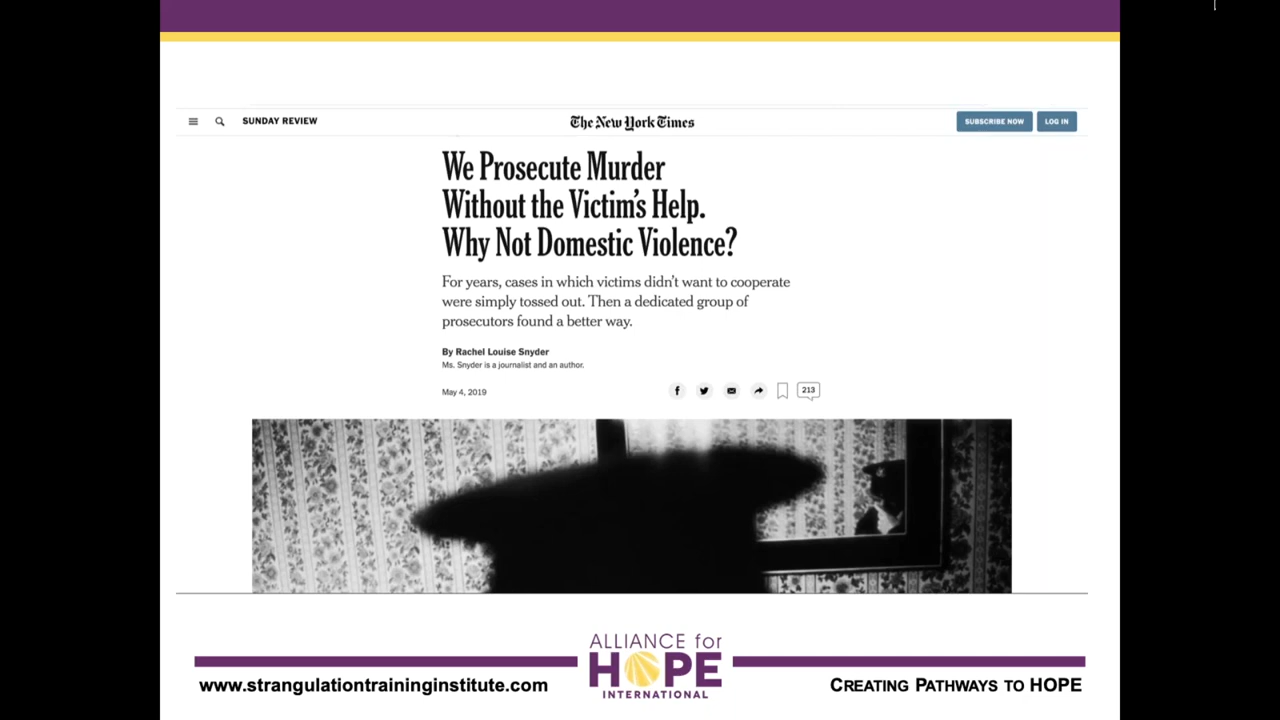 SUNDAY REVIEW
The New York Times
SUBSCRIBE NOW
LOG IN
We Prosecute Murder
Without the Victim's Help.
Why Not Domestic Violence?
For years, cases in which victims didn't want to cooperate
were simply tossed out. Then a dedicated group of
prosecutors found a better way.
By Rachel Louise Snyder
Ms. Snyder is a journalist and an author.
May 4, 2019
213
ALLIANCE for
HOPE
INTERNATIONAL
www.strangulationtraininginstitute.com
CREATING PATHWAYS TO HOPE